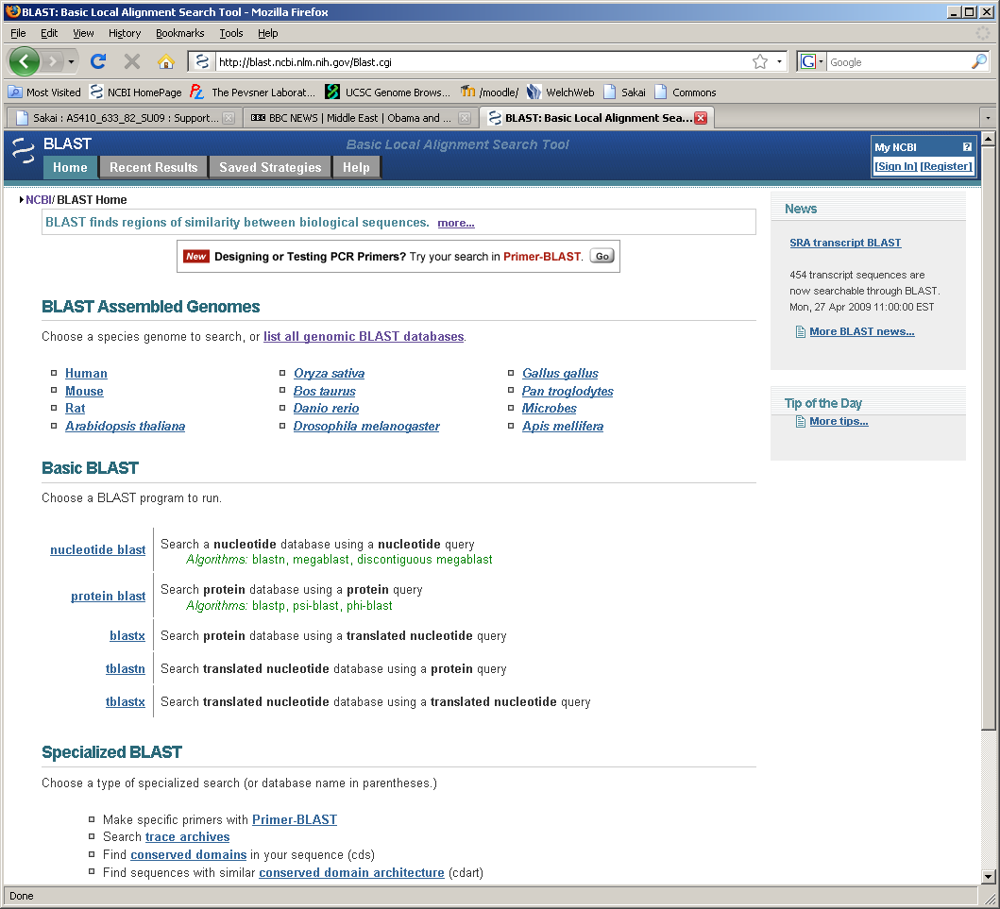 BLAST: Basic Local Alignment Search Tool - Mozilla Firefox
File Edit View History Bookmarks Tools Help
http://blast.ncbi.nlm.nih.gov/Blast.cgi
G Google
Most Visited NCBI HomePage The Pevsner Laborat... UCSC Genome Brows... /moodle/ WelchWeb Sakai Commons
Sakai : AS410_633_82_SU09 : Support... BBC NEWS | Middle East | Obama and ... BLAST: Basic Local Alignment Sea...
BLAST Basic Local Alignment Search Tool
My NCBI ?
[Sign In] [Register]
Home Recent Results Saved Strategies Help
NCBI/ BLAST Home
BLAST finds regions of similarity between biological sequences. more...
New Designing or Testing PCR Primers? Try your search in Primer-BLAST. Go
BLAST Assembled Genomes
Choose a species genome to search, or list all genomic BLAST databases.
Human
Mouse
Rat
Arabidopsis thaliana
Oryza sativa
Bos taurus
Danio rerio
Drosophila melanogaster
Gallus gallus
Pan troglodytes
Microbes
Apis mellifera
Basic BLAST
Choose a BLAST program to run.
nucleotide blast Search a nucleotide database using a nucleotide query
Algorithms: blastn, megablast, discontiguous megablast
protein blast Search protein database using a protein query
Algorithms: blastp, psi-blast, phi-blast
blastx Search protein database using a translated nucleotide query
tblastn Search translated nucleotide database using a protein query
tblastx Search translated nucleotide database using a translated nucleotide query
Specialized BLAST
Choose a type of specialized search (or database name in parentheses.)
Make specific primers with Primer-BLAST
Search trace archives
Find conserved domains in your sequence (cds)
Find sequences with similar conserved domain architecture (cdart)
News
SRA transcript BLAST
454 transcript sequences are
now searchable through BLAST.
Mon, 27 Apr 2009 11:00:00 EST
More BLAST news...
Tip of the Day
More tips...
Done